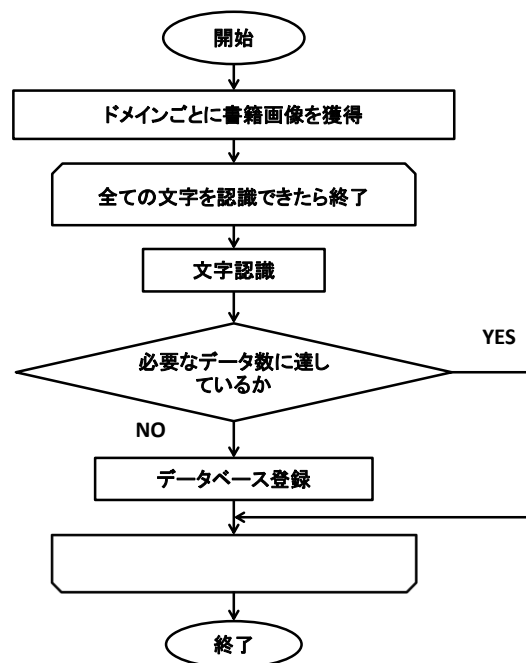 開始
ドメインごとに書籍画像を獲得
全ての文字を認識できたら終了
文字認識
必要なデータ数に達し
ているか
YES
NO
データベース登録
終了